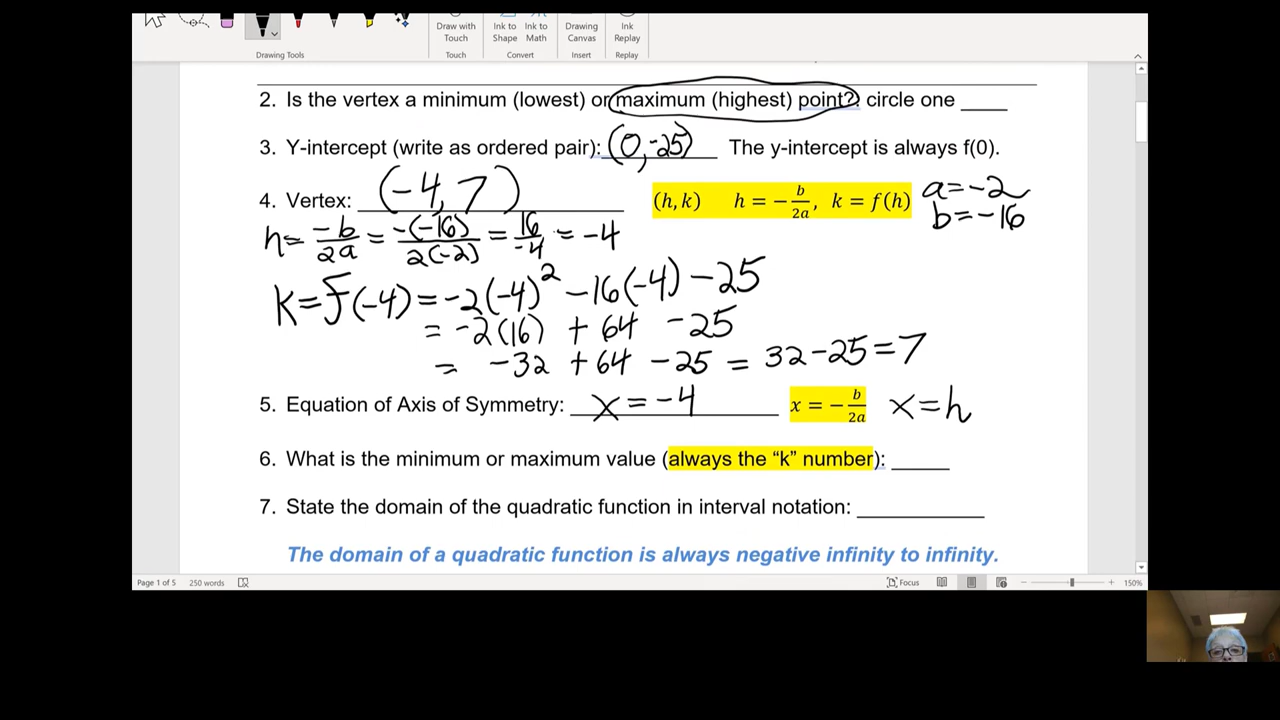 Draw with Touch
Ink to Shape
Ink to Math
Drawing Canvas
Ink Replay
Drawing Tools
Touch
Convert
Insert
Replay
2. Is the vertex a minimum (lowest) or maximum (highest) point?. circle one ____
3. Y-intercept (write as ordered pair): (0, -25) The y-intercept is always f(0).
4. Vertex: (-4, 7) (h, k) h = -b/2a, k = f(h) a = -2
b = -16
h = -b/2a = -(-16)/2(-2) = 16/-4 = -4
K = f(-4) = -2(-4)² -16(-4) -25
= -2(16) + 64 -25
= -32 + 64 -25 = 32-25 = 7
5. Equation of Axis of Symmetry: x = -4 x = -b/2a x = h
6. What is the minimum or maximum value (always the “k” number): _____
7. State the domain of the quadratic function in interval notation: ___________
The domain of a quadratic function is always negative infinity to infinity.
Page 1 of 5 250 words Focus 150%